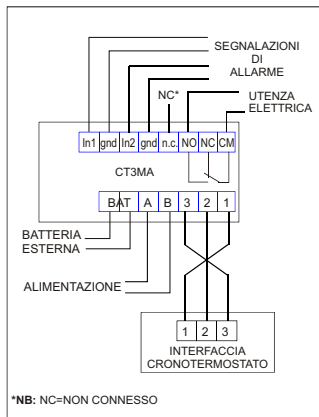 SEGNALAZIONI
DI
ALLARME
NC*
UTENZA
ELETTRICA
In1 gnd In2 gnd n.c. NO NC CM
CT3MA
BAT A B 3 2 1
BATTERIA
ESTERNA
ALIMENTAZIONE
1 2 3
INTERFACCIA
CRONOTERMOSTATO
*NB: NC=NON CONNESSO